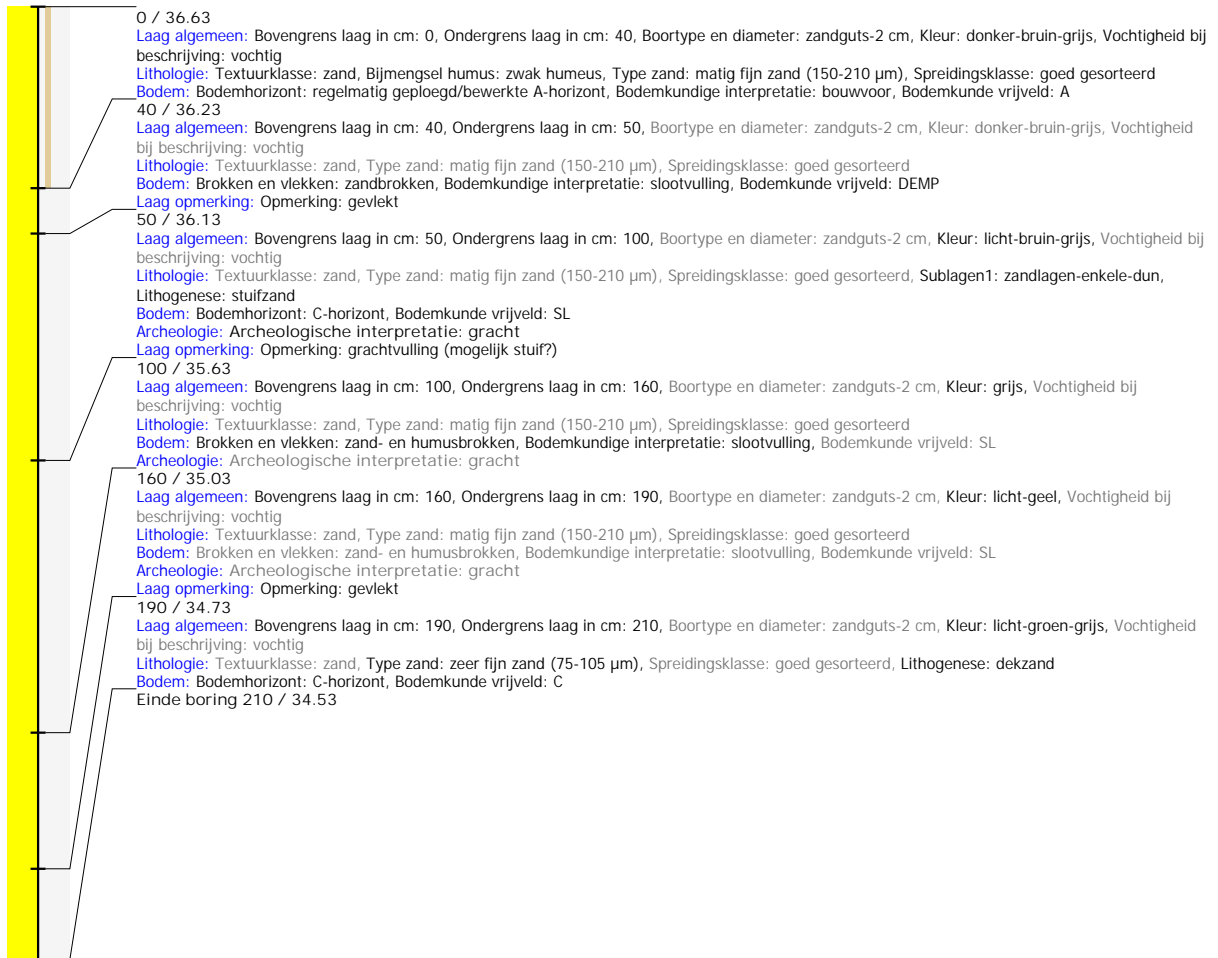 0 / 36.63
Laag algemeen: Bovengrens laag in cm: 0, Ondergrens laag in cm: 40, Boortype en diameter: zandguts-2 cm, Kleur: donker-bruin-grijs, Vochtigheid bij
beschrijving: vochtig
Lithologie: Textuurklasse: zand, Bijmengsel humus: zwak humeus, Type zand: matig fijn zand (150-210 µm), Spreidingsklasse: goed gesorteerd
Bodem: Bodemhorizont: regelmatig geploegd/bewerkte A-horizont, Bodemkundige interpretatie: bouwvoor, Bodemkunde vrijveld: A
40 / 36.23
Laag algemeen: Bovengrens laag in cm: 40, Ondergrens laag in cm: 50, Boortype en diameter: zandguts-2 cm, Kleur: donker-bruin-grijs, Vochtigheid
bij beschrijving: vochtig
Lithologie: Textuurklasse: zand, Type zand: matig fijn zand (150-210 µm), Spreidingsklasse: goed gesorteerd
Bodem: Brokken en vlekken: zandbrokken, Bodemkundige interpretatie: slootvulling, Bodemkunde vrijveld: DEMP
Laag opmerking: Opmerking: gevlekt
50 / 36.13
Laag algemeen: Bovengrens laag in cm: 50, Ondergrens laag in cm: 100, Boortype en diameter: zandguts-2 cm, Kleur: licht-bruin-grijs, Vochtigheid bij
beschrijving: vochtig
Lithologie: Textuurklasse: zand, Type zand: matig fijn zand (150-210 µm), Spreidingsklasse: goed gesorteerd, Sublagen1: zandlagen-enkele-dun,
Lithogenese: stuifzand
Bodem: Bodemhorizont: C-horizont, Bodemkunde vrijveld: SL
Archeologie: Archeologische interpretatie: gracht
Laag opmerking: Opmerking: grachtvulling (mogelijk stuif?)
100 / 35.63
Laag algemeen: Bovengrens laag in cm: 100, Ondergrens laag in cm: 160, Boortype en diameter: zandguts-2 cm, Kleur: grijs, Vochtigheid bij
beschrijving: vochtig
Lithologie: Textuurklasse: zand, Type zand: matig fijn zand (150-210 µm), Spreidingsklasse: goed gesorteerd
Bodem: Brokken en vlekken: zand- en humusbrokken, Bodemkundige interpretatie: slootvulling, Bodemkunde vrijveld: SL
Archeologie: Archeologische interpretatie: gracht
160 / 35.03
Laag algemeen: Bovengrens laag in cm: 160, Ondergrens laag in cm: 190, Boortype en diameter: zandguts-2 cm, Kleur: licht-geel, Vochtigheid bij
beschrijving: vochtig
Lithologie: Textuurklasse: zand, Type zand: matig fijn zand (150-210 µm), Spreidingsklasse: goed gesorteerd
Bodem: Brokken en vlekken: zand- en humusbrokken, Bodemkundige interpretatie: slootvulling, Bodemkunde vrijveld: SL
Archeologie: Archeologische interpretatie: gracht
Laag opmerking: Opmerking: gevlekt
190 / 34.73
Laag algemeen: Bovengrens laag in cm: 190, Ondergrens laag in cm: 210, Boortype en diameter: zandguts-2 cm, Kleur: licht-groen-grijs, Vochtigheid
bij beschrijving: vochtig
Lithologie: Textuurklasse: zand, Type zand: zeer fijn zand (75-105 µm), Spreidingsklasse: goed gesorteerd, Lithogenese: dekzand
Bodem: Bodemhorizont: C-horizont, Bodemkunde vrijveld: C
Einde boring 210 / 34.53